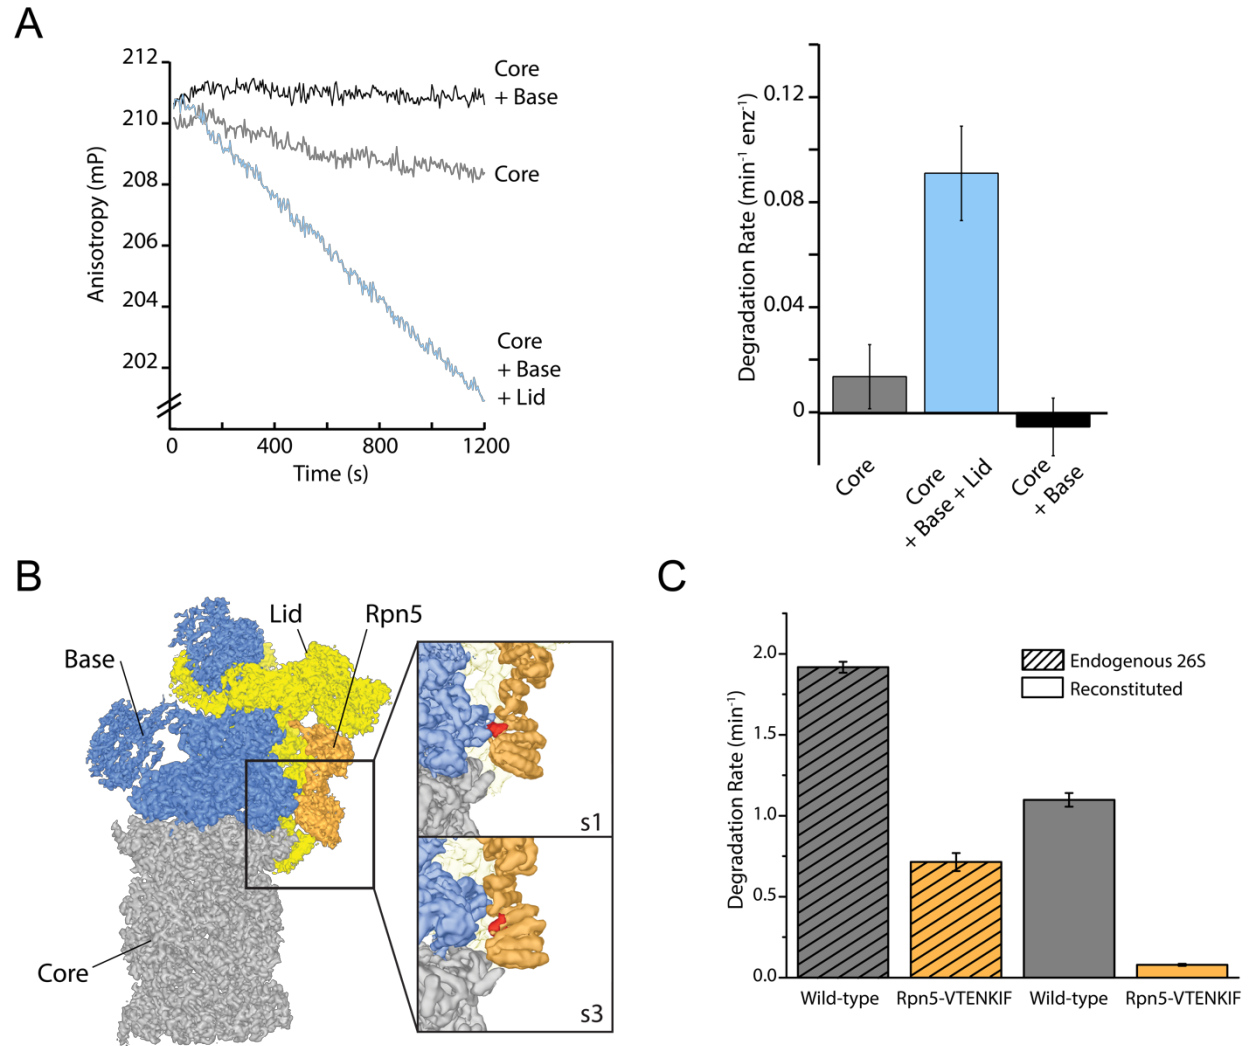 A
212
210
208
206
204
202
Anisotropy (mP)
0
400
800
1200
Time (s)
Core
+ Base
Core
Core
+ Base
+ Lid
Degradation Rate (min⁻¹ enz⁻¹)
0.12
0.08
0.04
0
Core
Core
+ Base + Lid
Core
+ Base
B
Lid
Rpn5
Base
Core
s1
s3
C
Degradation Rate (min⁻¹)
2.0
1.5
1.0
0.5
0.0
Endogenous 26S
Reconstituted
Wild-type
Rpn5-VTENKIF
Wild-type
Rpn5-VTENKIF